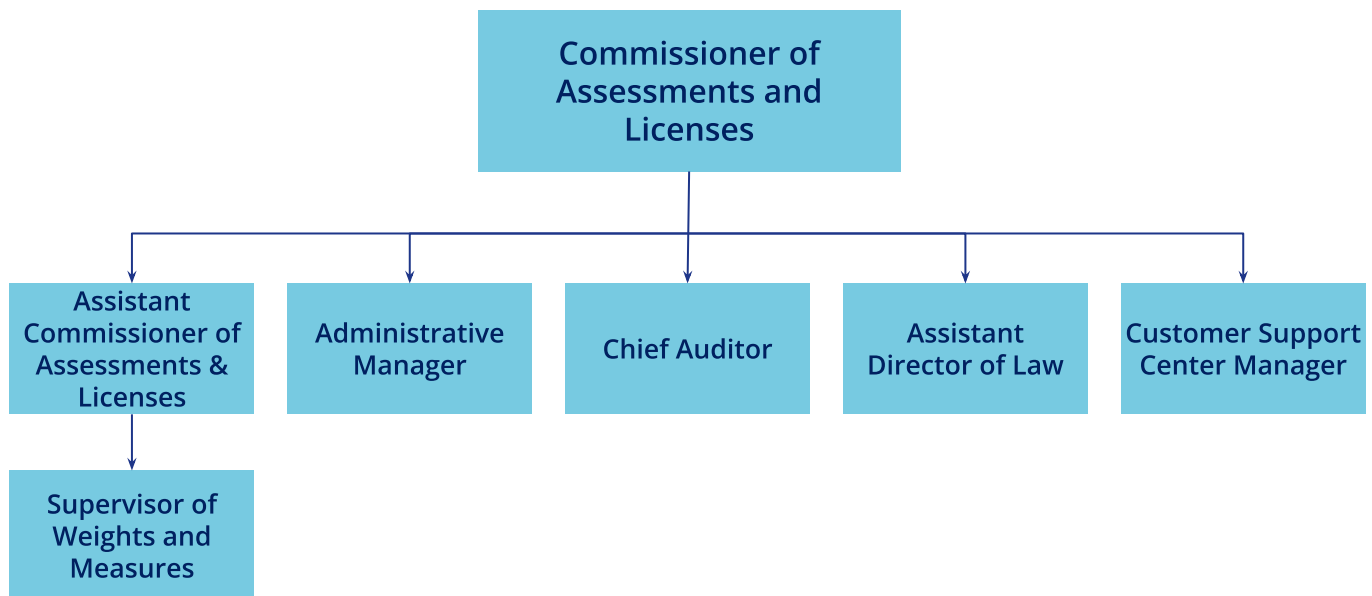 Commissioner of
Assessments and
Licenses
Assistant
Commissioner of
Assessments &
Licenses
Administrative
Manager
Chief Auditor
Assistant
Director of Law
Customer Support
Center Manager
Supervisor of
Weights and
Measures